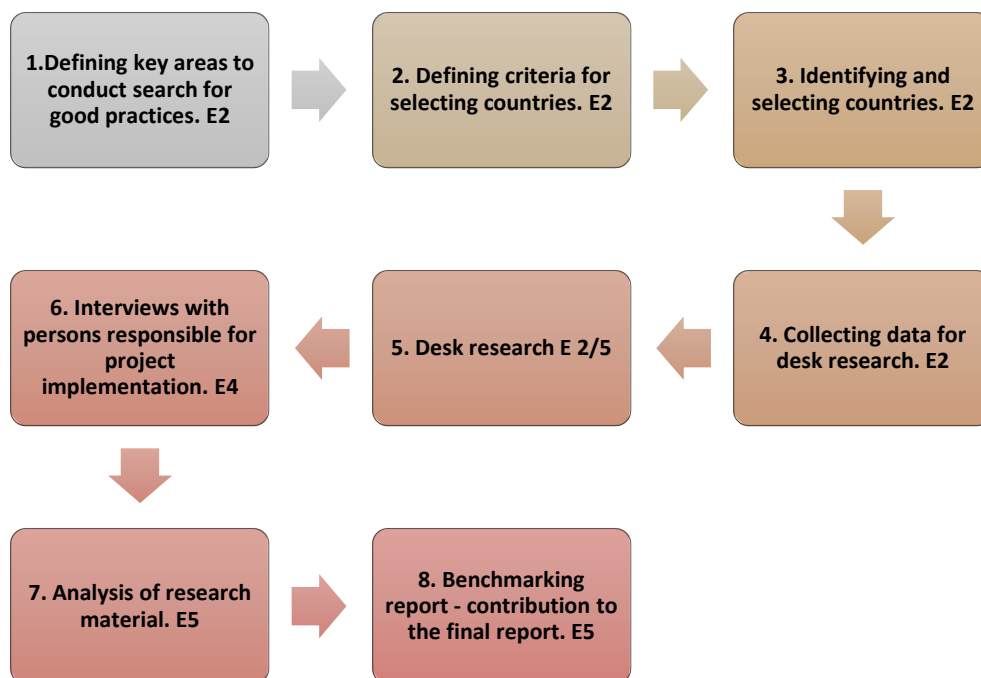 1.Defining key areas to
conduct search for
good practices. E2
2. Defining criteria for
selecting countries. E2
3. Identifying and
selecting countries. E2
4. Collecting data for
desk research. E2
5. Desk research E 2/5
6. Interviews with
persons responsible for
project
implementation. E4
7. Analysis of research
material. E5
8. Benchmarking
report - contribution to
the final report. E5